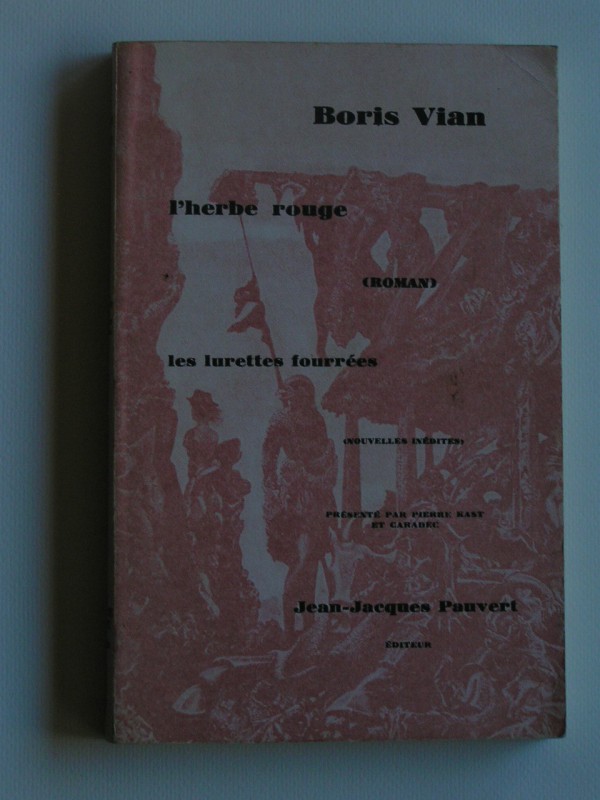 Boris Vian
l'herbe rouge
(ROMAN)
les lurettes fourrées
(NOUVELLES INÉDITES)
PRÉSENTÉ PAR PIERRE KAST
ET CARADEC
Jean-Jacques Pauvert
ÉDITEUR